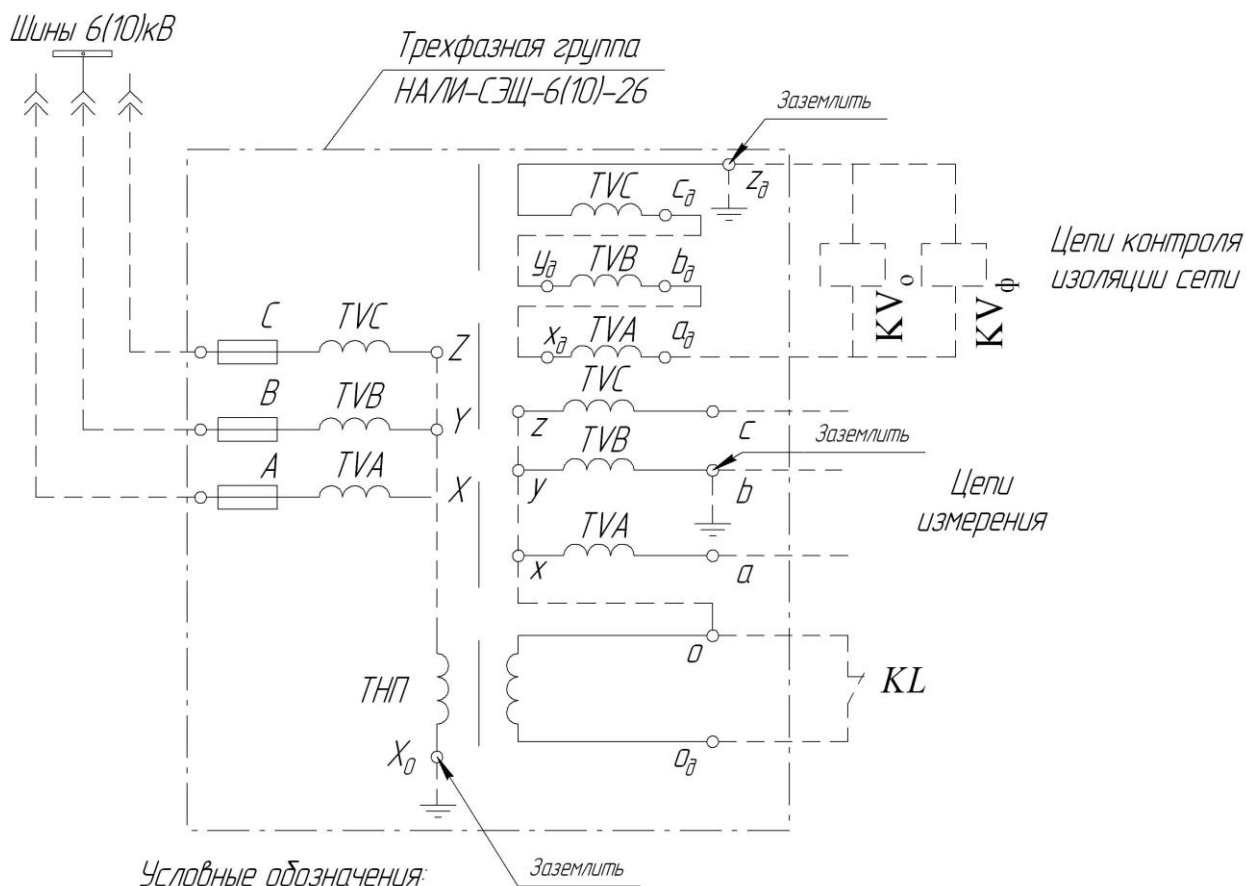 Шины 6(10)кВ
Трехфазная группа
НАЛИ-СЭЩ-6(10)-26
Заземлить
TVC
cд
zд
yд
TVB
bд
xд
TVA
aд
KVо
KVф
Цепи контроля
изоляции сети
C
TVC
Z
B
TVB
Y
A
TVA
X
TVC
z
c
Заземлить
TVB
y
b
TVA
x
a
Цепи
измерения
o
ТНП
KL
X0
oд
Заземлить
Условные обозначения: